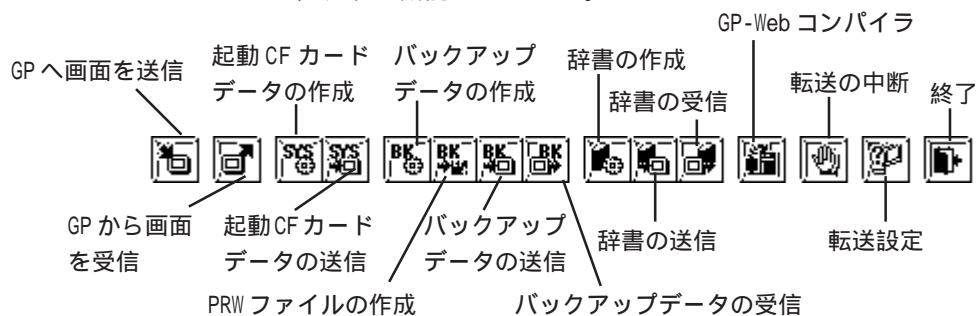 GP-Web コンパイラ
起動 CF カード
データの作成
バックアップ
データの作成
辞書の作成
GP へ画面を送信
辞書の受信
転送の中断
終了
SYS
SYS
BK
BK
BK
BK
GP から画面
を受信
起動 CF カード
データの送信
バックアップ
データの送信
辞書の送信
転送設定
PRW ファイルの作成
バックアップデータの受信